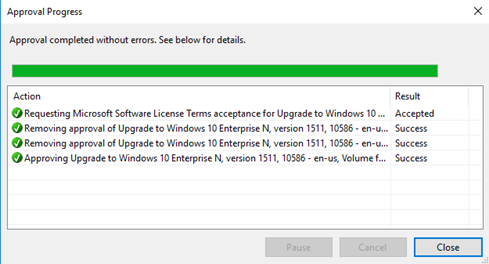 Approval Progress
Approval completed without errors. See below for details.
Action Result
Requesting Microsoft Software License Terms acceptance for Upgrade to Windows 10 ... Accepted
Removing approval of Upgrade to Windows 10 Enterprise N, version 1511, 10586 - en-u... Success
Removing approval of Upgrade to Windows 10 Enterprise N, version 1511, 10586 - en-u... Success
Approving Upgrade to Windows 10 Enterprise N, version 1511, 10586 - en-us, Volume f... Success
Pause Cancel Close